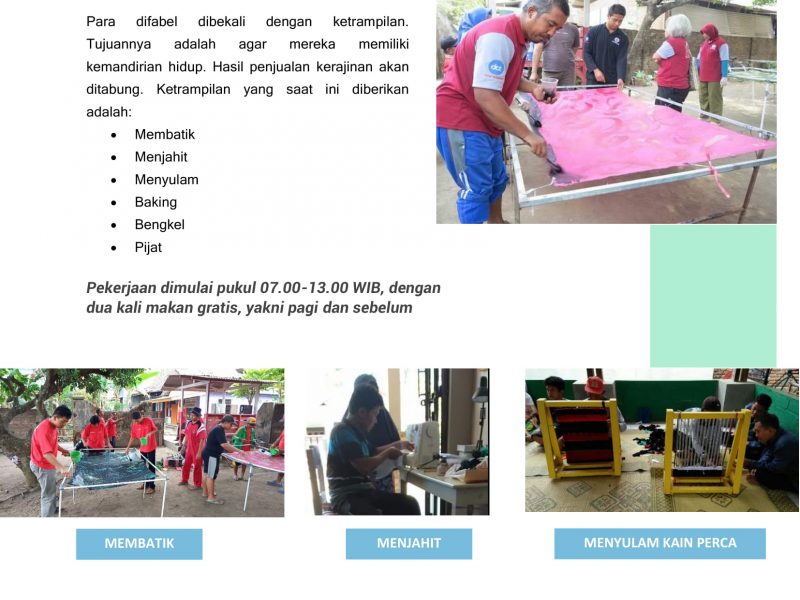 Para difabel dibekali dengan ketrampilan.
Tujuannya adalah agar mereka memiliki
kemandirian hidup. Hasil penjualan kerajinan akan
ditabung. Ketrampilan yang saat ini diberikan
adalah:
• Membatik
• Menjahit
• Menyulam
• Baking
• Bengkel
• Pijat
Pekerjaan dimulai pukul 07.00-13.00 WIB, dengan
dua kali makan gratis, yakni pagi dan sebelum
MEMBATIK
MENJAHIT
MENYULAM KAIN PERCA